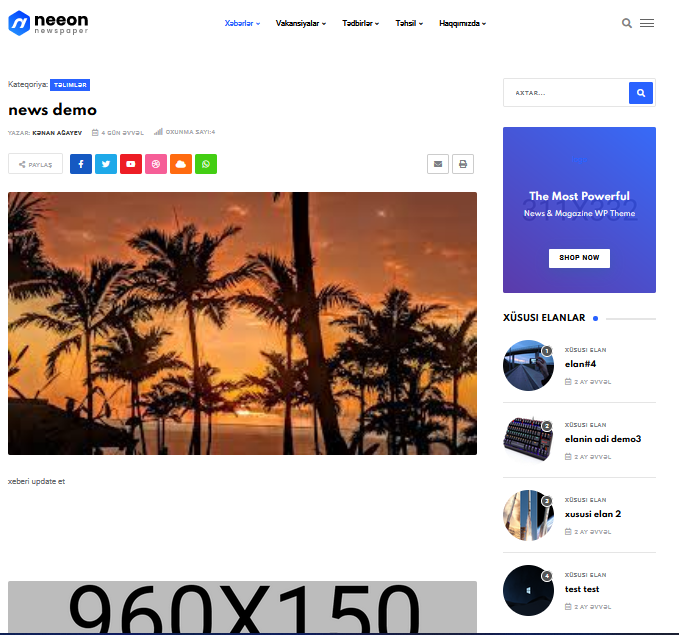 neeon
newspaper
Xəbərlər
Vakansiyalar
Tədbirlər
Təhsil
Haqqımızda
Kateqoriya: TƏLIMLƏR
news demo
YAZAR: KƏNAN AĞAYEV
4 GÜN ƏVVƏL
OXUNMA SAYI:4
PAYLAŞ
xeberi update et
960X150
AXTAR...
The Most Powerful
News & Magazine WP Theme
SHOP NOW
XÜSUSI ELANLAR
1
XÜSUSI ELAN
elan#4
2 AY ƏVVƏL
2
XÜSUSI ELAN
elanin adi demo3
2 AY ƏVVƏL
3
XÜSUSI ELAN
xususi elan 2
2 AY ƏVVƏL
4
XÜSUSI ELAN
test test
2 AY ƏVVƏL